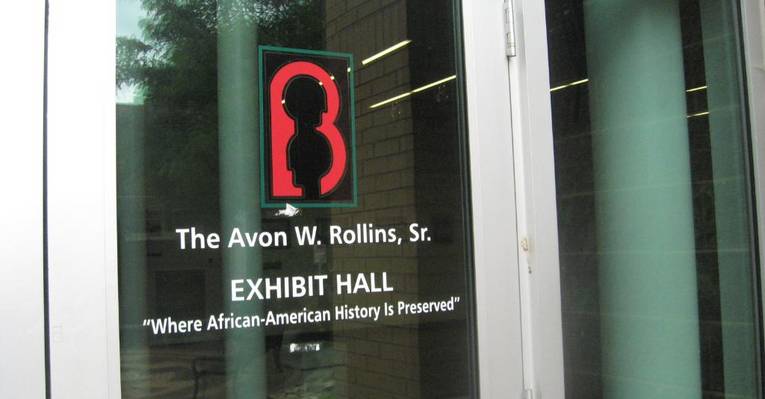 The Avon W. Rollins, Sr.
EXHIBIT HALL
"Where African-American History Is Preserved"